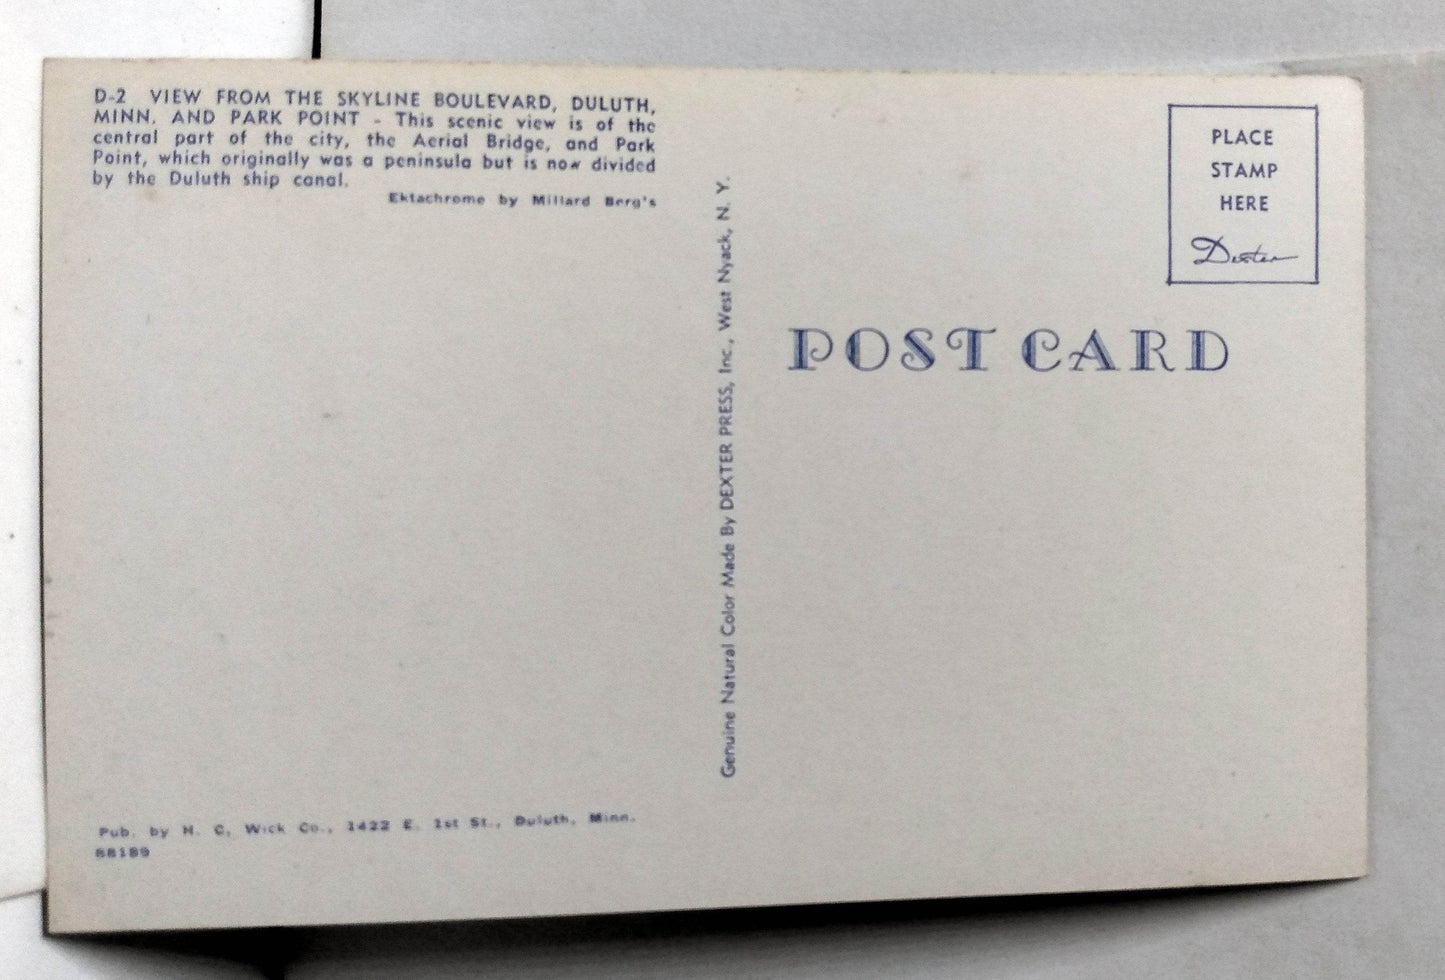 D-2 VIEW FROM THE SKYLINE BOULEVARD, DULUTH,
MINN. AND PARK POINT - This scenic view is of the
central part of the city, the Aerial Bridge, and Park
Point, which originally was a peninsula but is now divided
by the Duluth ship canal.
Ektachrome by Millard Berg's
Pub. by H. C. Wick Co., 1422 E. 1st St., Duluth, Minn.
88189
Genuine Natural Color Made By DEXTER PRESS, Inc., West Nyack, N. Y.
PLACE
STAMP
HERE
Dexter
POST CARD